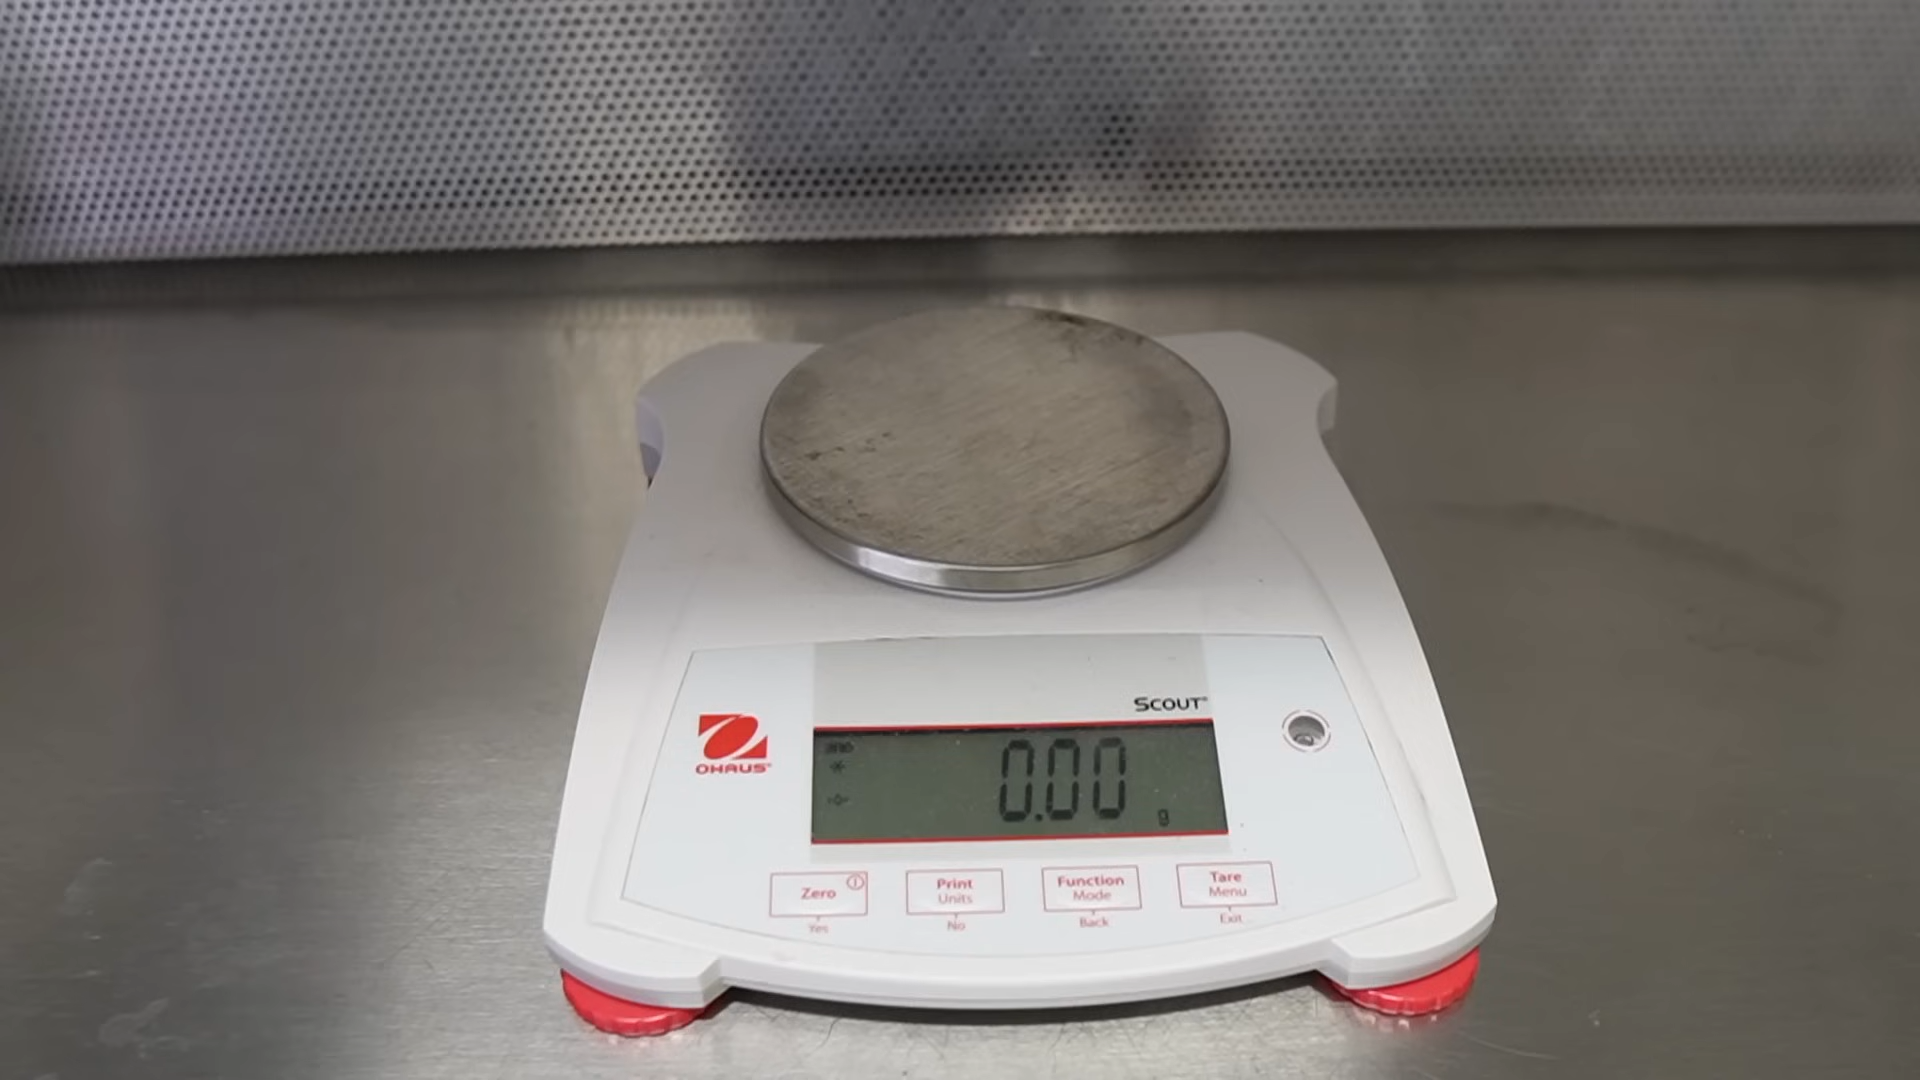 SCOUT
OHAUS
0.00 g
Zero
Print
Units
Function
Mode
Tare
Menu
Yes
No
Back
Exit